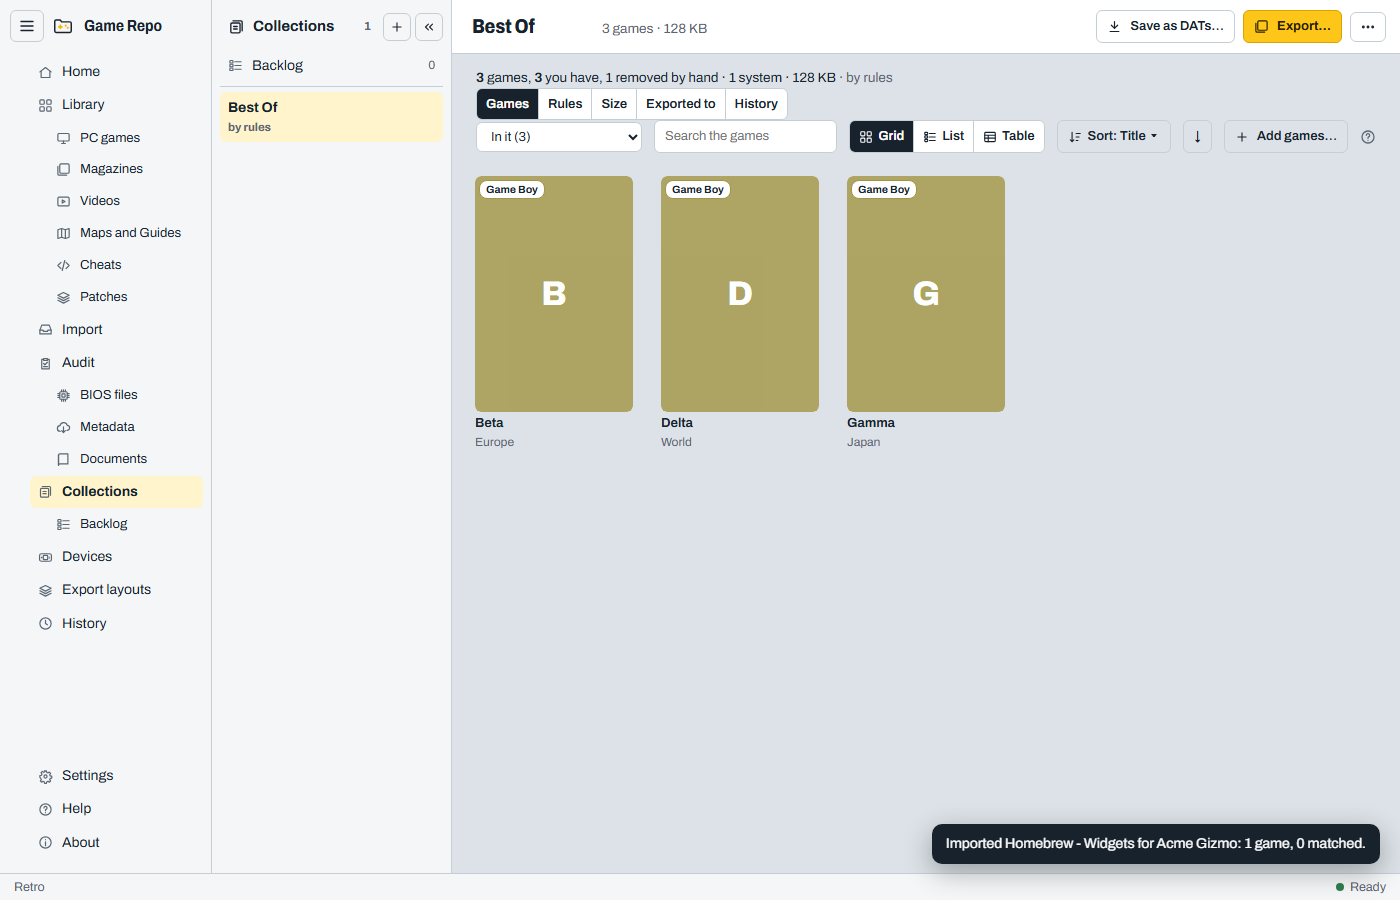 Game Repo
Home
Library
PC games
Magazines
Videos
Maps and Guides
Cheats
Patches
Import
Audit
BIOS files
Metadata
Documents
Collections
Backlog
Devices
Export layouts
History
Settings
Help
About
Collections 1
Backlog 0
Best Of
by rules
Best Of 3 games · 128 KB
Save as DATs... Export... 
3 games, 3 you have, 1 removed by hand · 1 system · 128 KB · by rules
Games Rules Size Exported to History
In it (3) Search the games Grid List Table Sort: Title Add games...
Game Boy Game Boy Game Boy
B D G
Beta Delta Gamma
Europe World Japan
Imported Homebrew - Widgets for Acme Gizmo: 1 game, 0 matched.
Retro Ready